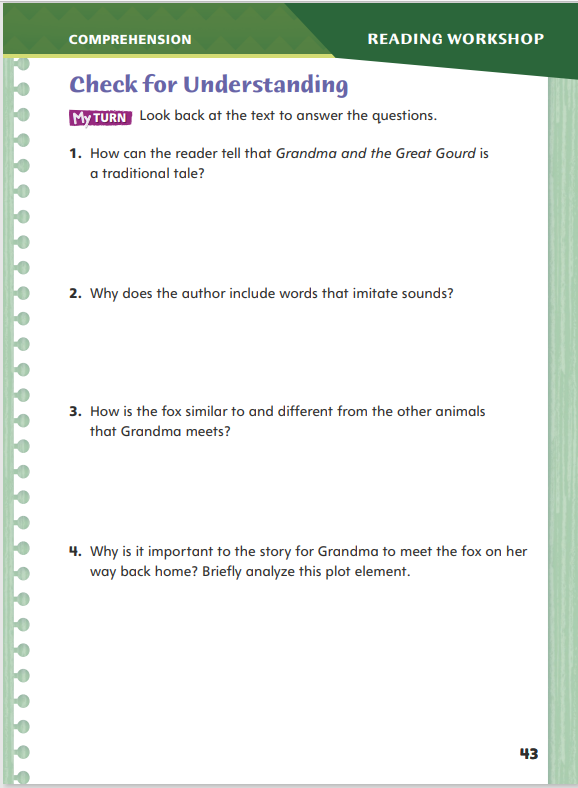 COMPREHENSION
READING WORKSHOP
Check for Understanding
My TURN Look back at the text to answer the questions.
1. How can the reader tell that Grandma and the Great Gourd is
a traditional tale?
2. Why does the author include words that imitate sounds?
3. How is the fox similar to and different from the other animals
that Grandma meets?
4. Why is it important to the story for Grandma to meet the fox on her
way back home? Briefly analyze this plot element.
43